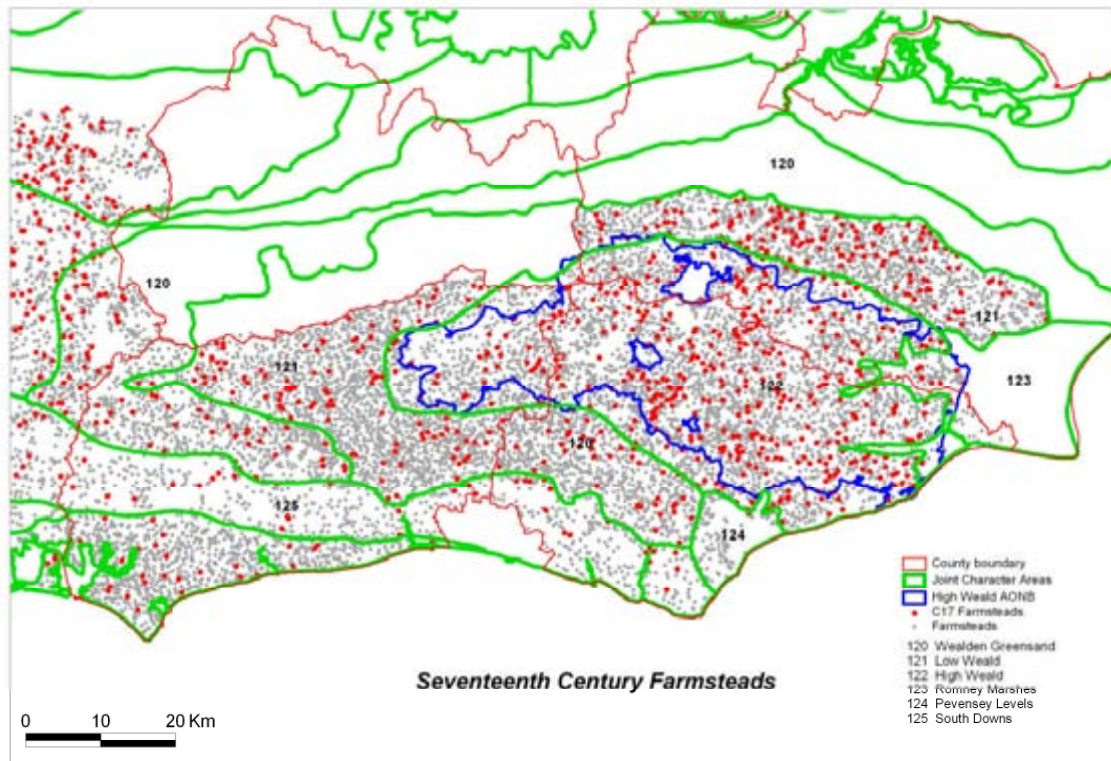 120
120
121
121
122
123
120
125
124
County boundary
Joint Character Areas
High Weald AONB
C17 Farmsteads
Farmsteads
120 Wealden Greensand
121 Low Weald
122 High Weald
123 Romney Marshes
124 Pevensey Levels
125 South Downs
Seventeenth Century Farmsteads
0 10 20 Km